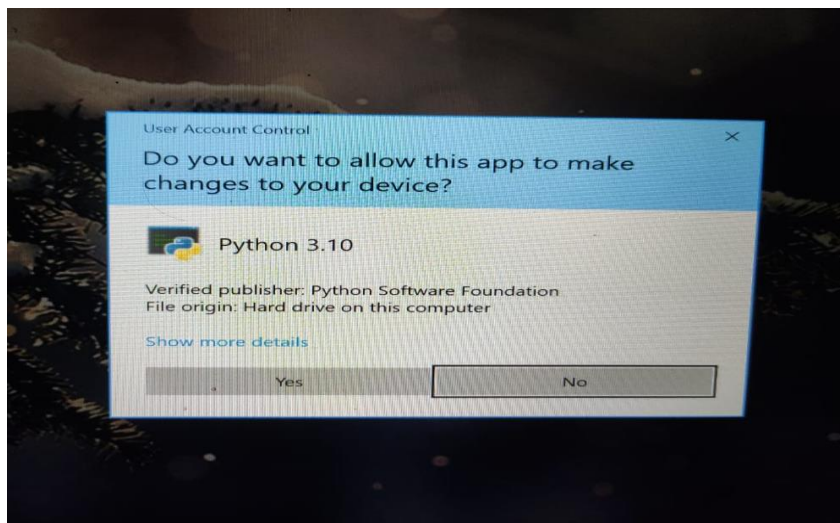 User Account Control
Do you want to allow this app to make
changes to your device?
Python 3.10
Verified publisher: Python Software Foundation
File origin: Hard drive on this computer
Show more details
Yes
No